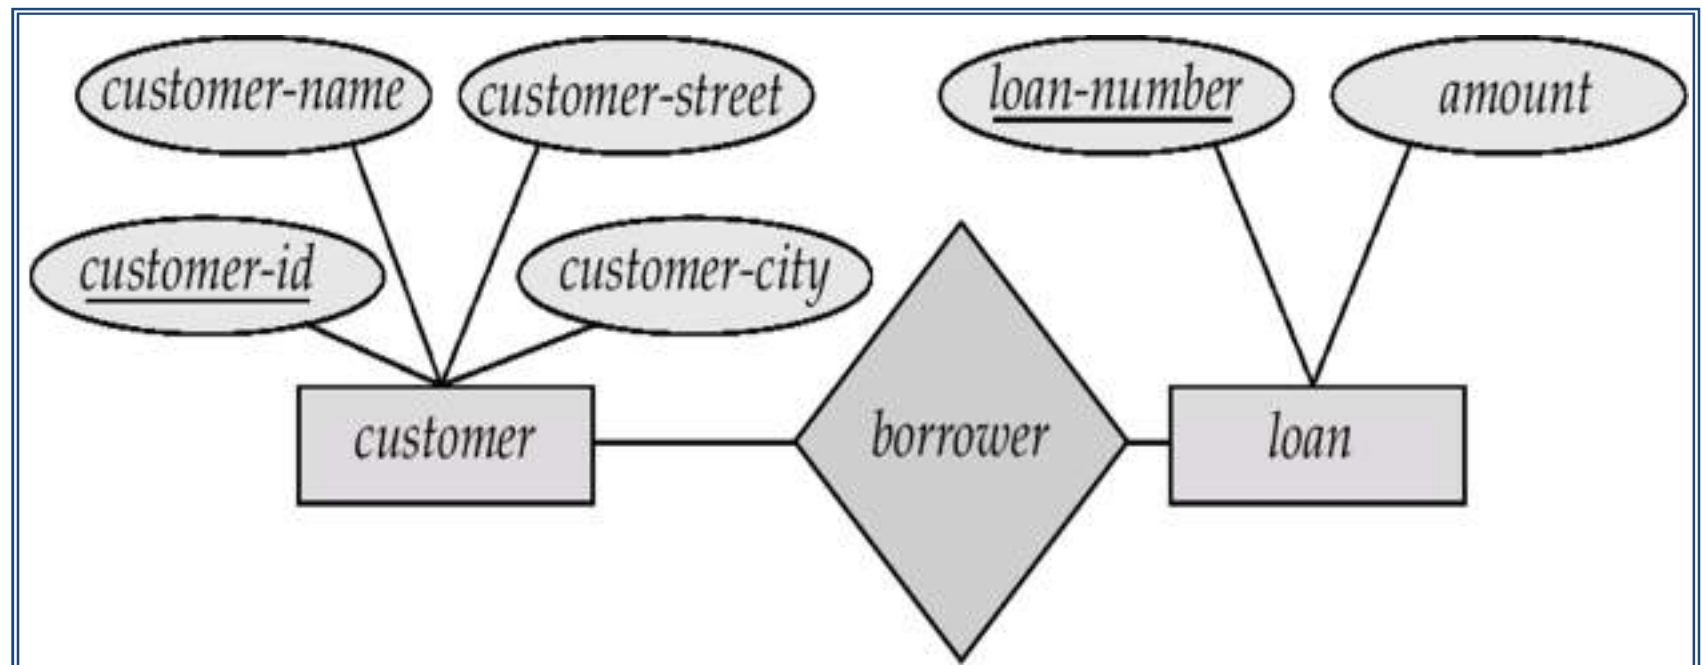 customer-name
customer-street
loan-number
amount
customer-id
customer-city
customer
borrower
loan